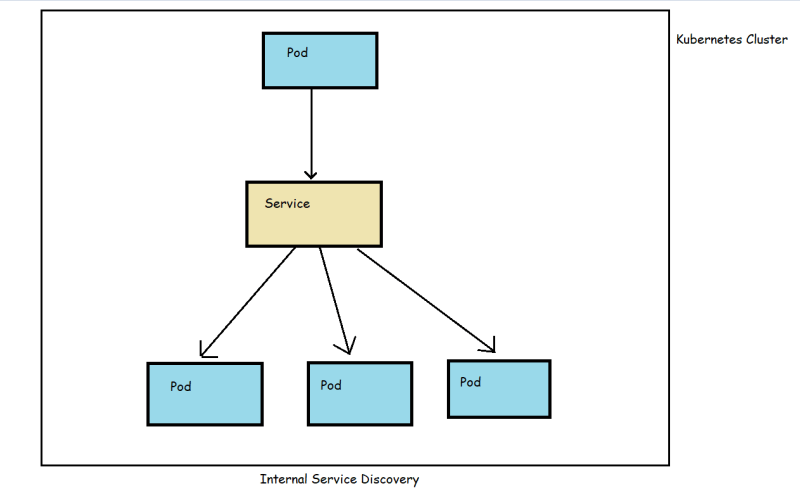 Pod
Kubernetes Cluster
Service
Pod
Pod
Pod
Internal Service Discovery